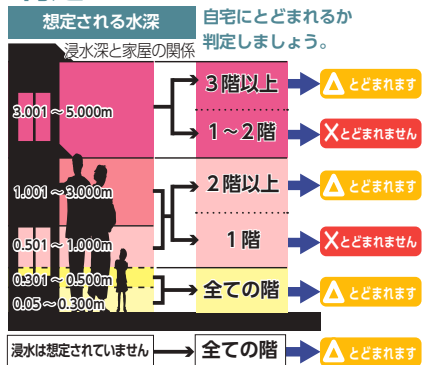 想定される水深
自宅にとどまれるか
判定しましょう。
浸水深と家屋の関係
3.001～5.000m
3階以上
△とどまれます
1～2階
×とどまれません
1.001～3.000m
2階以上
△とどまれます
0.501～1.000m
1階
×とどまれません
0.301～0.500m
0.05～0.300m
全ての階
△とどまれます
浸水は想定されていません
全ての階
△とどまれます